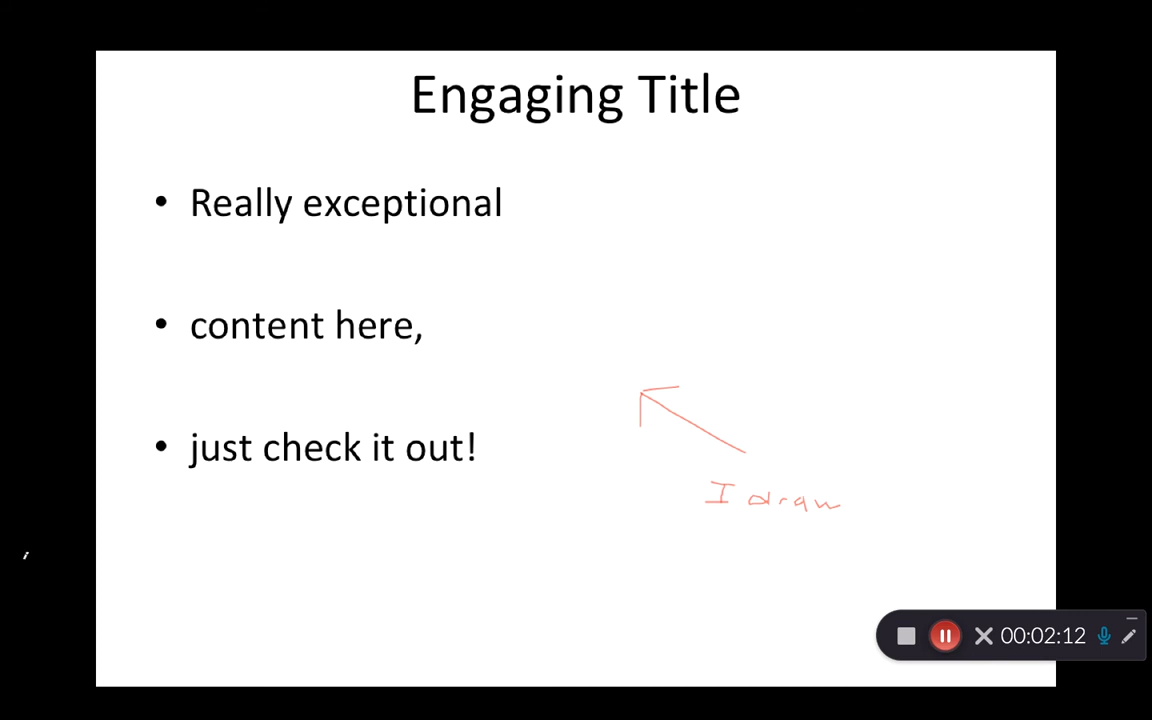 Engaging Title
• Really exceptional
• content here,
• just check it out!
I draw
00:02:12